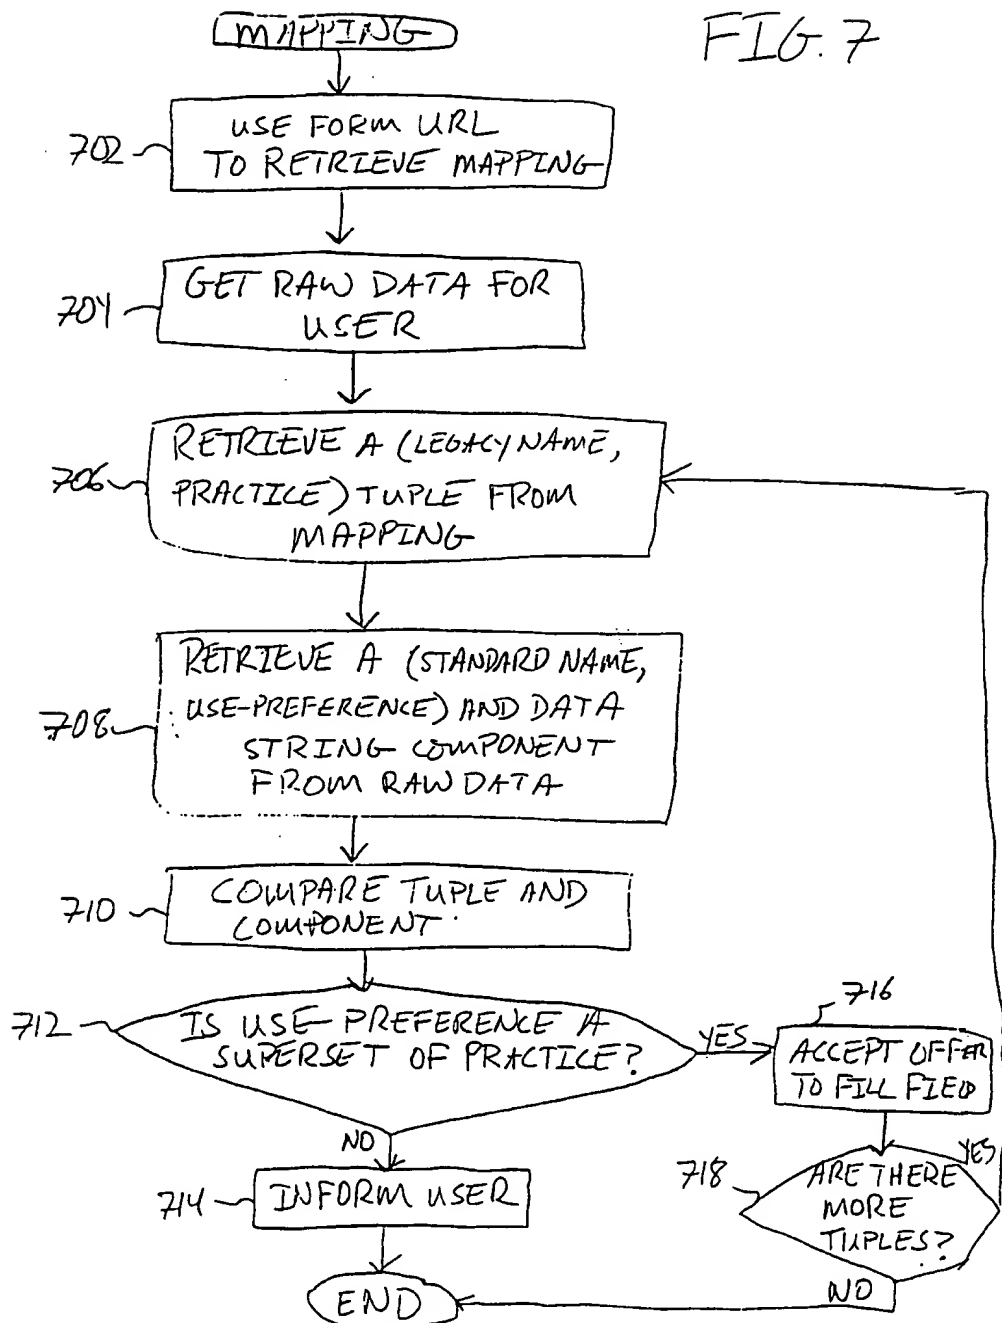 MAPPING
FIG. 7
702
USE FORM URL
TO RETRIEVE MAPPING
704
GET RAW DATA FOR
USER
706
RETRIEVE A (LEGACY NAME,
PRACTICE) TUPLE FROM
MAPPING
708
RETRIEVE A (STANDARD NAME,
USE-PREFERENCE) AND DATA
STRING COMPONENT
FROM RAW DATA
710
COMPARE TUPLE AND
COMPONENT
712
IS USE-PREFERENCE A
SUPERSET OF PRACTICE?
YES
716
ACCEPT OFFER
TO FILL FIELD
NO
714
INFORM USER
718
ARE THERE
MORE
TUPLES?
YES
NO
END